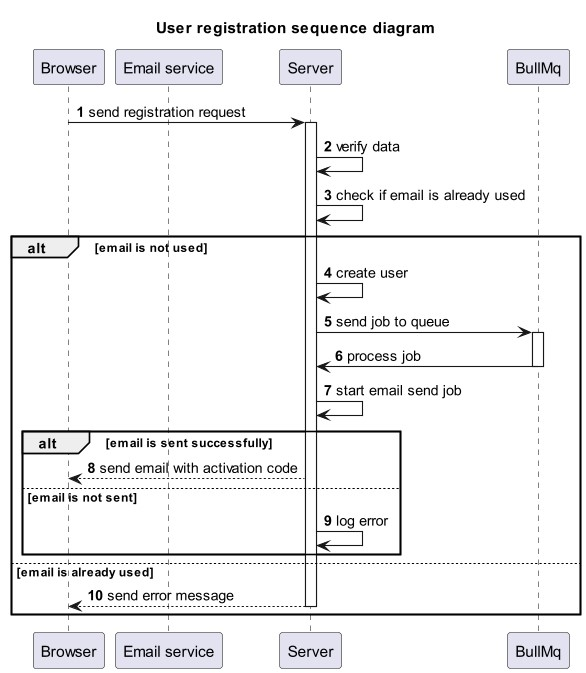 User registration sequence diagram
Browser Email service Server BullMq
1 send registration request
2 verify data
3 check if email is already used
alt [email is not used]
4 create user
5 send job to queue
6 process job
7 start email send job
alt [email is sent successfully]
8 send email with activation code
[email is not sent]
9 log error
[email is already used]
10 send error message
Browser Email service Server BullMq